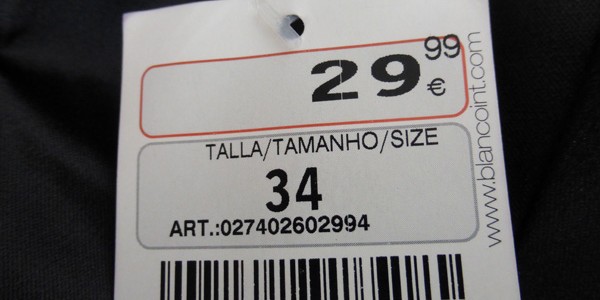 29 99 €
TALLA/TAMANHO/SIZE
34
ART.:027402602994
www.blancoint.com